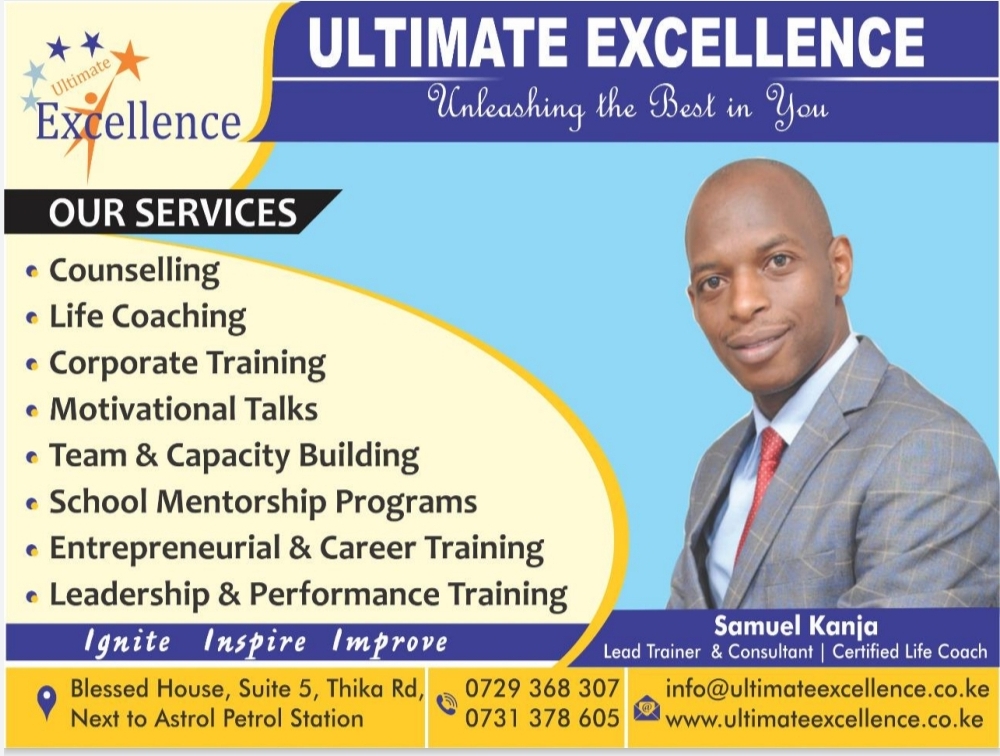 Ultimate
Excellence
ULTIMATE EXCELLENCE
Unleashing the Best in You
OUR SERVICES
Counselling
Life Coaching
Corporate Training
Motivational Talks
Team & Capacity Building
School Mentorship Programs
Entrepreneurial & Career Training
Leadership & Performance Training
Ignite Inspire Improve
Samuel Kanja
Lead Trainer & Consultant | Certified Life Coach
Blessed House, Suite 5, Thika Rd,
Next to Astrol Petrol Station
0729 368 307
0731 378 605
@
info@ultimateexcellence.co.ke
www.ultimateexcellence.co.ke